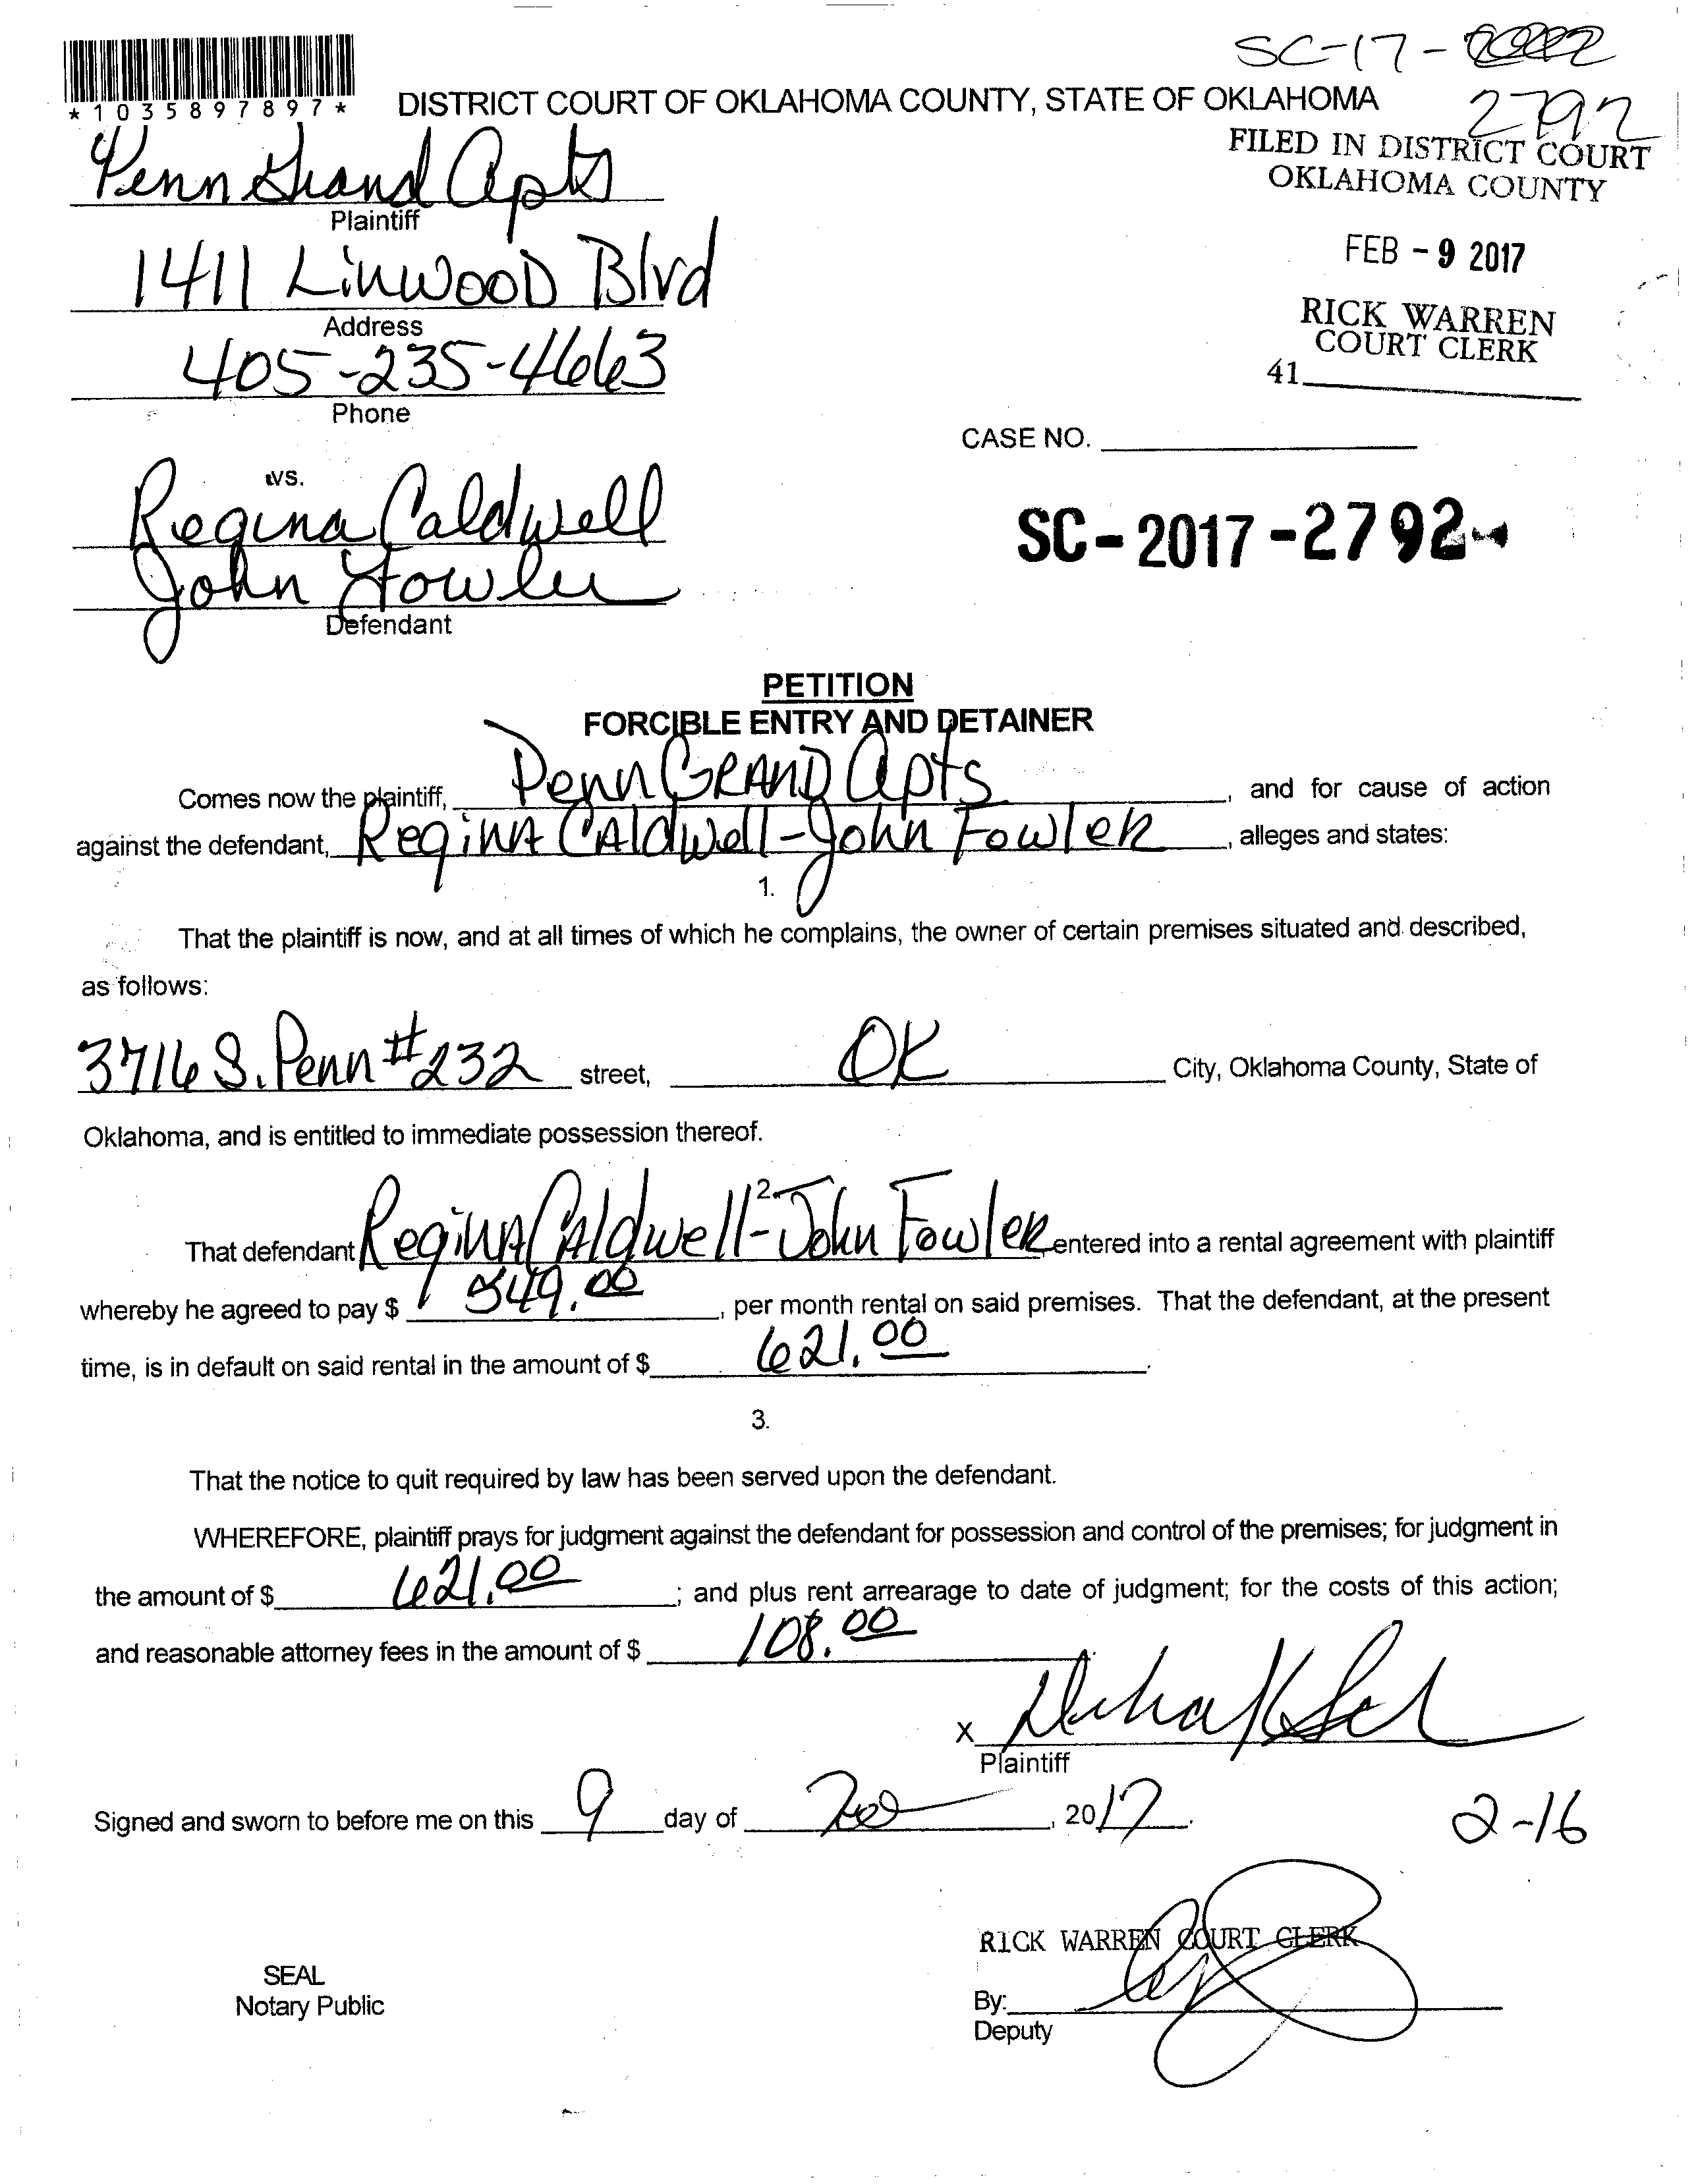 SC-17-
*1035897897*
DISTRICT COURT OF OKLAHOMA COUNTY, STATE OF OKLAHOMA
2792
FILED IN DISTRICT COURT
OKLAHOMA COUNTY
Penn Grand Apts
Plaintiff
FEB - 9 2017
1411 Linwood Blvd
Address
RICK WARREN
COURT CLERK
405-235-4663
Phone
41
CASE NO.
vs.
Regina Caldwell
SC-2017-2792
John Fowler
Defendant
PETITION
FORCIBLE ENTRY AND DETAINER
Comes now the plaintiff, Penn GRAND Apts, and for cause of action
against the defendant, Regina Caldwell-John Fowler, alleges and states:
1.
That the plaintiff is now, and at all times of which he complains, the owner of certain premises situated and described,
as follows:
3716 S. Penn #232 street, OK City, Oklahoma County, State of
Oklahoma, and is entitled to immediate possession thereof.
2.
That defendant Regina Caldwell-John Fowler entered into a rental agreement with plaintiff
whereby he agreed to pay $ 549.00, per month rental on said premises. That the defendant, at the present
time, is in default on said rental in the amount of $ 621.00.
3.
That the notice to quit required by law has been served upon the defendant.
WHEREFORE, plaintiff prays for judgment against the defendant for possession and control of the premises; for judgment in
the amount of $ 621.00; and plus rent arrearage to date of judgment; for the costs of this action;
and reasonable attorney fees in the amount of $ 108.00.
X
Plaintiff
Signed and sworn to before me on this 9 day of Feb, 2017.
2-16
RICK WARREN COURT CLERK
SEAL
Notary Public
By:
Deputy